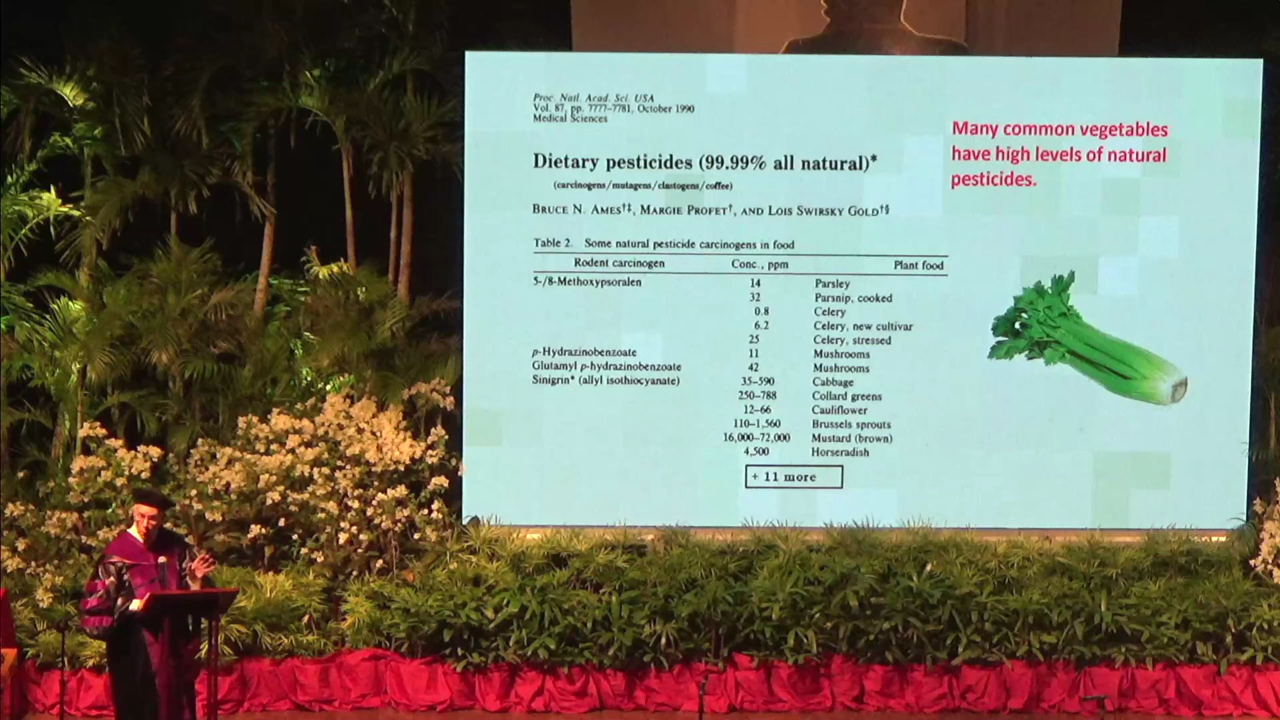 Proc. Natl. Acad. Sci. USA
Vol. 87, pp. 7777-7781, October 1990
Medical Sciences
Dietary pesticides (99.99% all natural)*
(carcinogens/mutagens/clastogens/coffee)
BRUCE N. AMES†‡, MARGIE PROFET†, AND LOIS SWIRSKY GOLD†§
Many common vegetables
have high levels of natural
pesticides.
Table 2. Some natural pesticide carcinogens in food
Rodent carcinogen Conc., ppm Plant food
5-/8-Methoxypsoralen 14 Parsley
32 Parsnip, cooked
0.8 Celery
6.2 Celery, new cultivar
25 Celery, stressed
p-Hydrazinobenzoate 11 Mushrooms
Glutamyl p-hydrazinobenzoate 42 Mushrooms
Sinigrin* (allyl isothiocyanate) 35–590 Cabbage
250–788 Collard greens
12–66 Cauliflower
110–1,560 Brussels sprouts
16,000–72,000 Mustard (brown)
4,500 Horseradish
+ 11 more